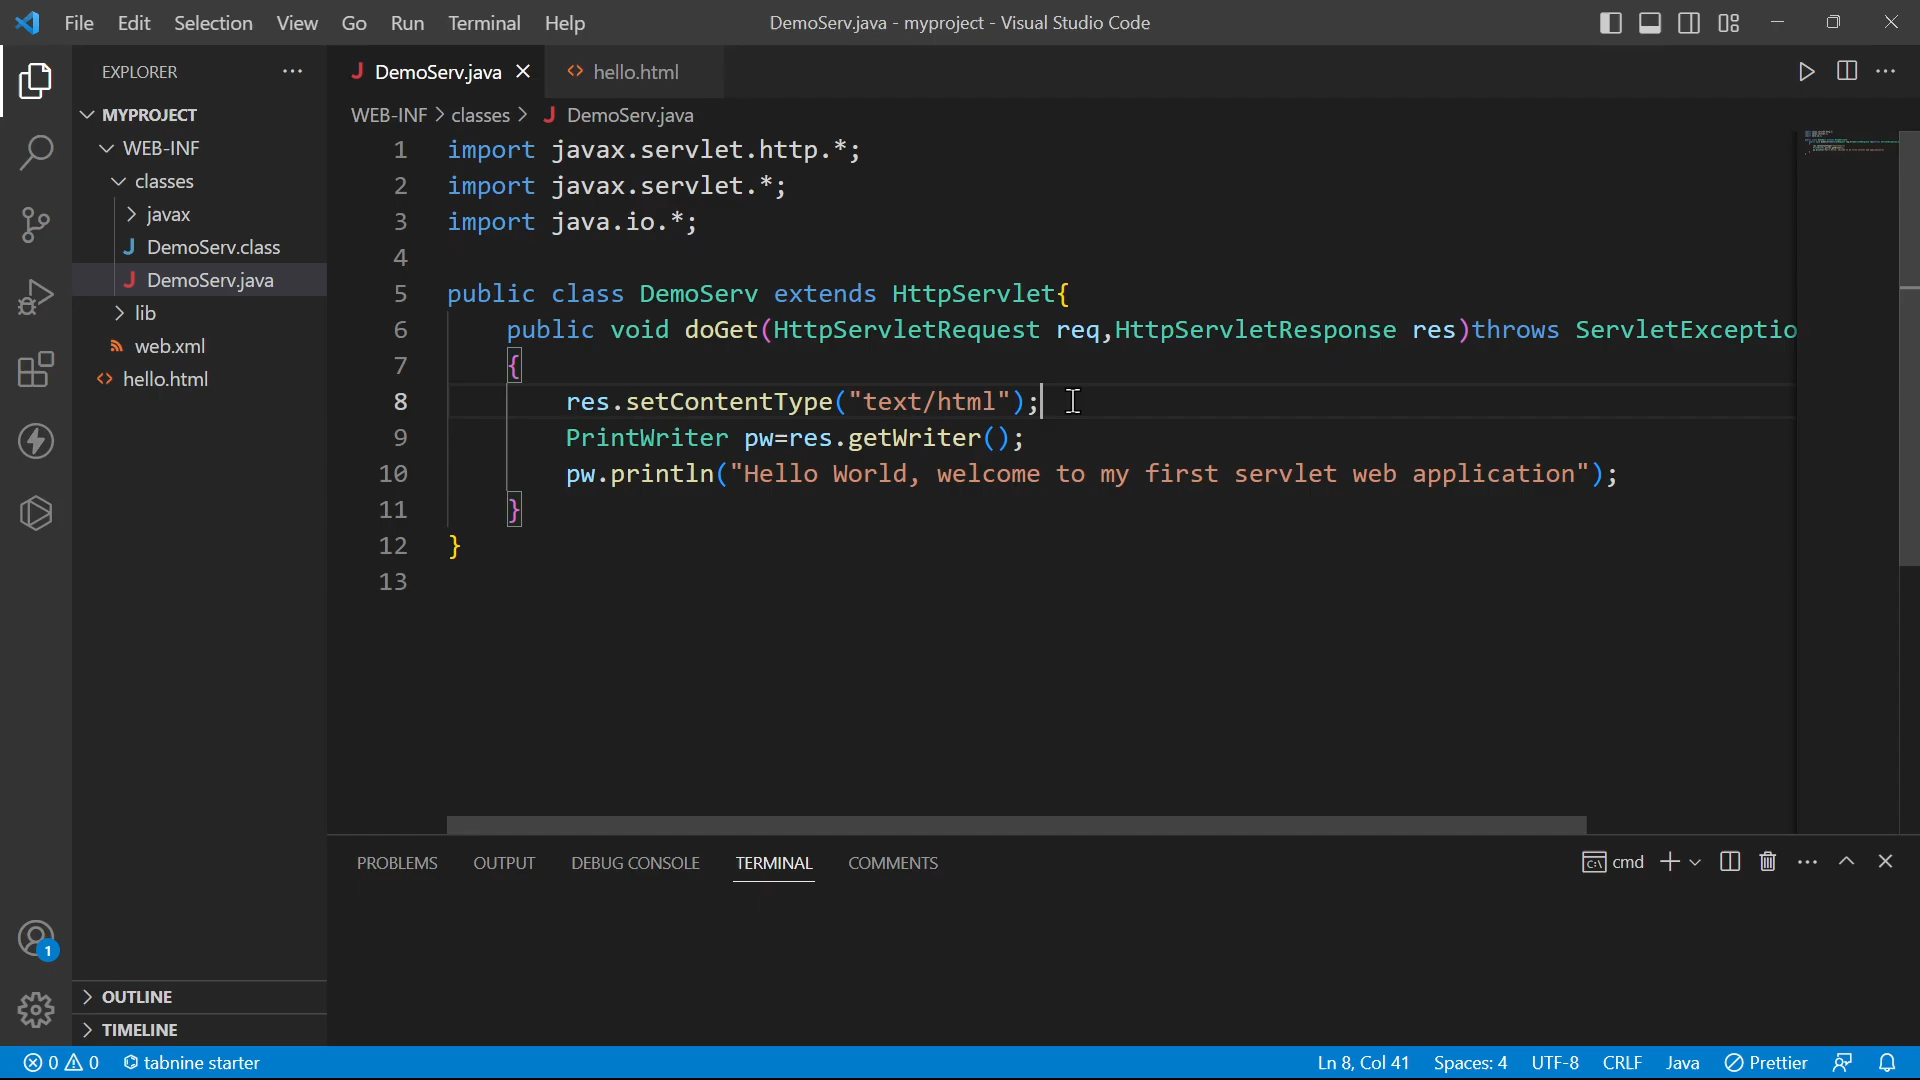 File Edit Selection View Go Run Terminal Help
DemoServ.java - myproject - Visual Studio Code
EXPLORER
MYPROJECT
WEB-INF
classes
javax
DemoServ.class
DemoServ.java
lib
web.xml
hello.html
OUTLINE
TIMELINE
1
DemoServ.java
hello.html
WEB-INF > classes > DemoServ.java
1 import javax.servlet.http.*;
2 import javax.servlet.*;
3 import java.io.*;
4
5 public class DemoServ extends HttpServlet{
6 public void doGet(HttpServletRequest req,HttpServletResponse res)throws ServletExceptio
7 {
8 res.setContentType("text/html");
9 PrintWriter pw=res.getWriter();
10 pw.println("Hello World, welcome to my first servlet web application");
11 }
12 }
13
PROBLEMS OUTPUT DEBUG CONSOLE TERMINAL COMMENTS
cmd
0 0 tabnine starter
Ln 8, Col 41 Spaces: 4 UTF-8 CRLF Java Prettier